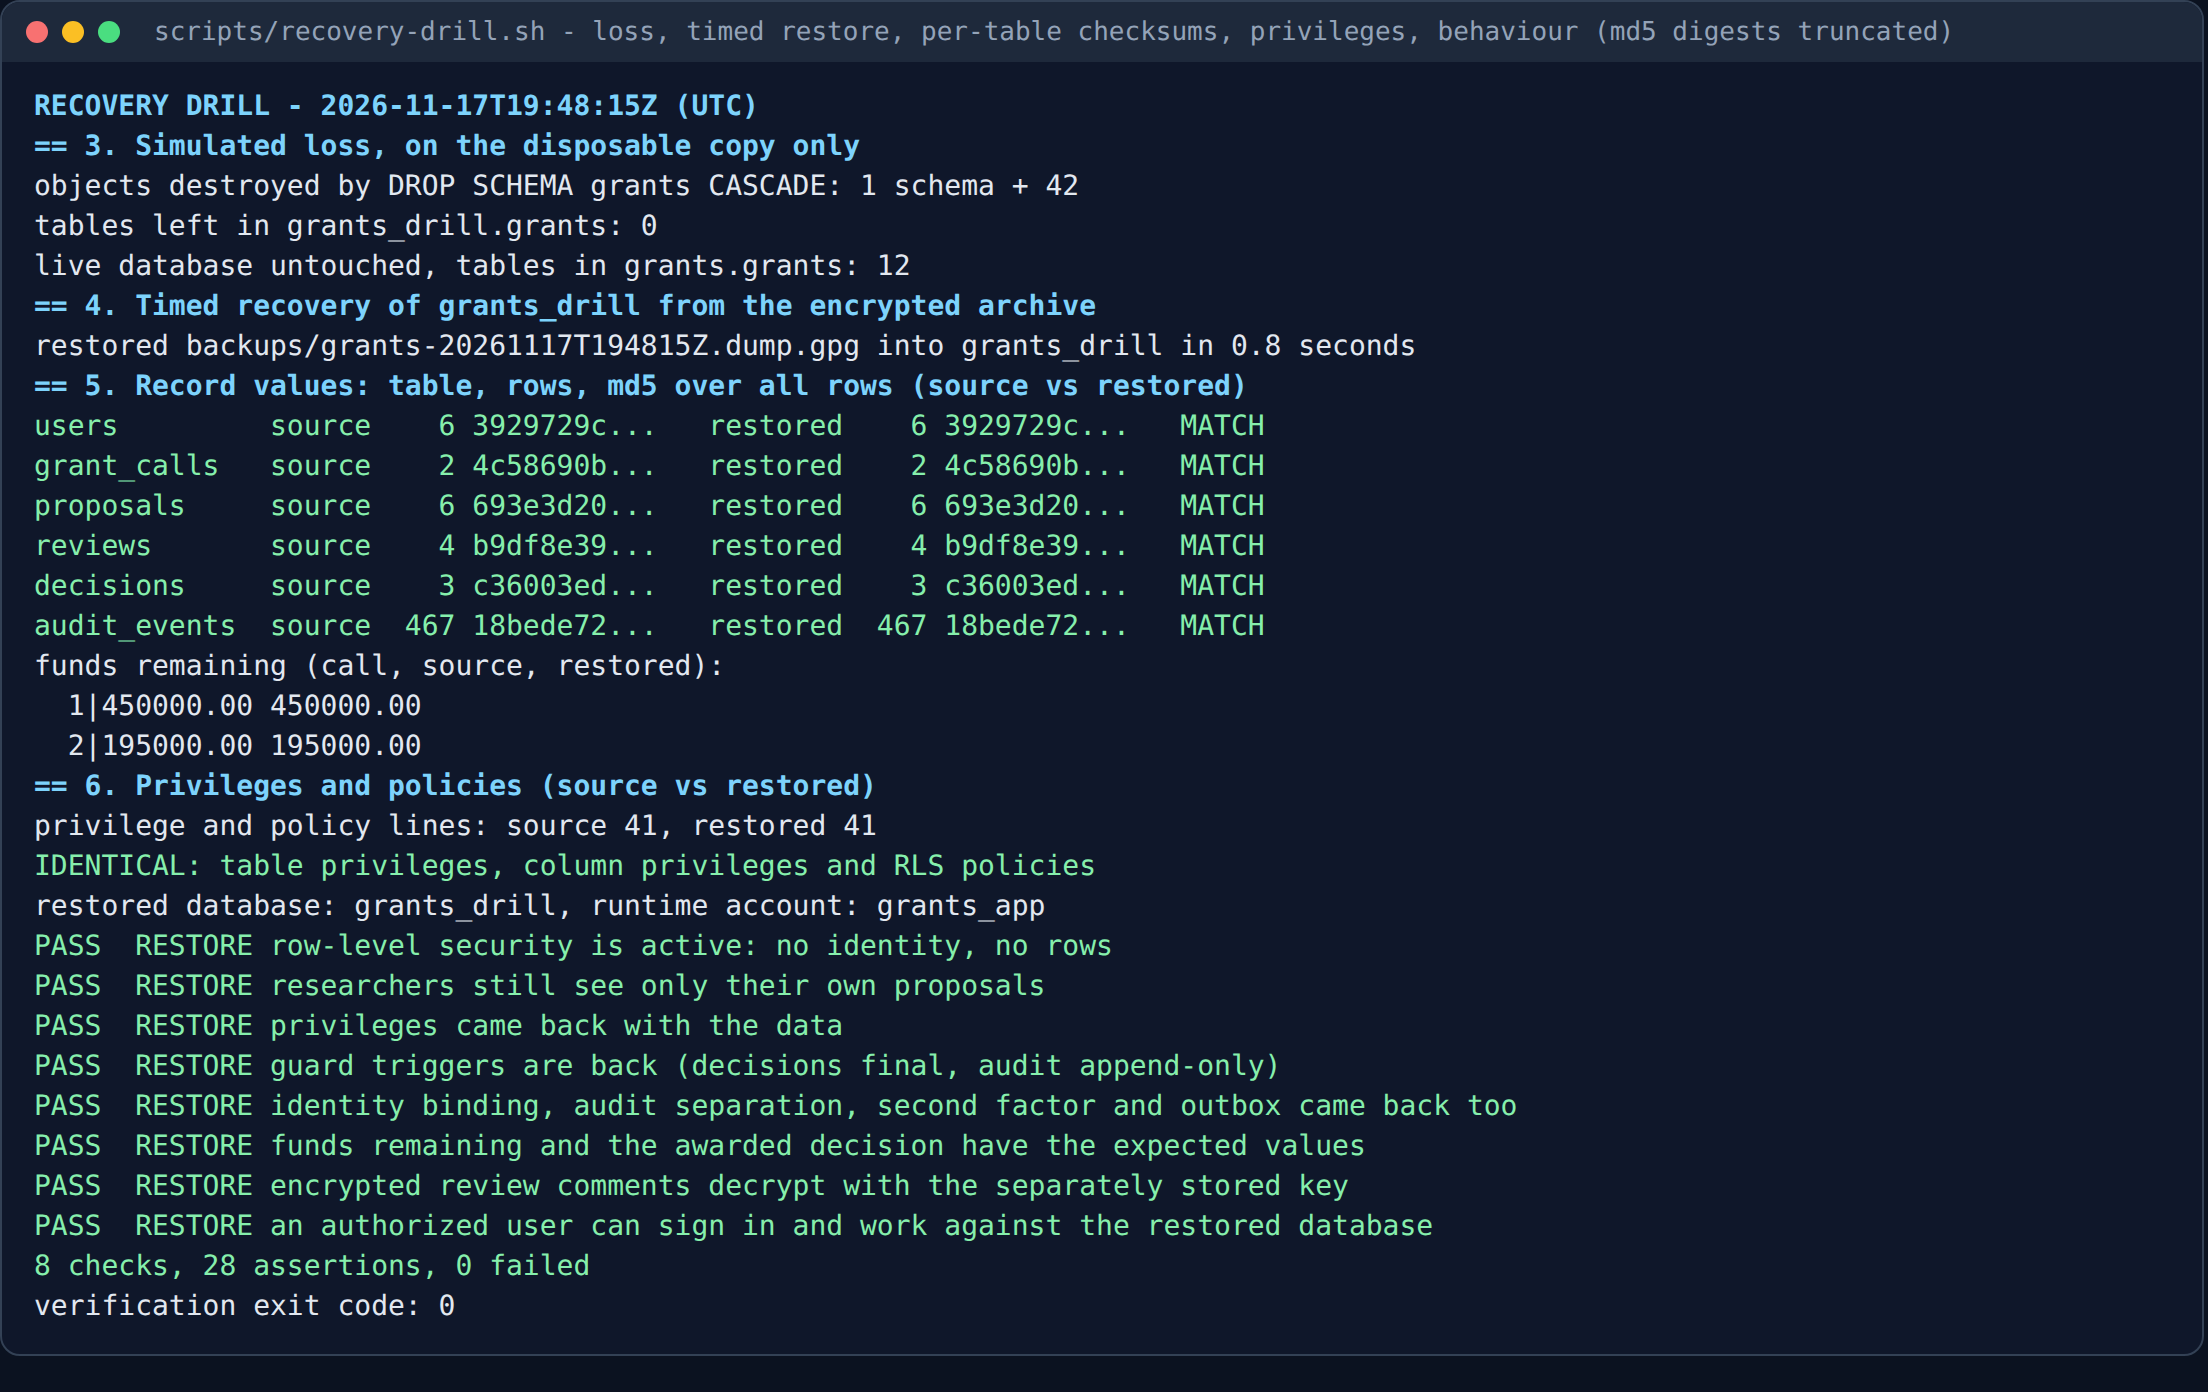 scripts/recovery-drill.sh - loss, timed restore, per-table checksums, privileges, behaviour (md5 digests truncated)
RECOVERY DRILL - 2026-11-17T19:48:15Z (UTC)
== 3. Simulated loss, on the disposable copy only
objects destroyed by DROP SCHEMA grants CASCADE: 1 schema + 42
tables left in grants_drill.grants: 0
live database untouched, tables in grants.grants: 12
== 4. Timed recovery of grants_drill from the encrypted archive
restored backups/grants-20261117T194815Z.dump.gpg into grants_drill in 0.8 seconds
== 5. Record values: table, rows, md5 over all rows (source vs restored)
users         source    6 3929729c...   restored    6 3929729c...   MATCH
grant_calls   source    2 4c58690b...   restored    2 4c58690b...   MATCH
proposals     source    6 693e3d20...   restored    6 693e3d20...   MATCH
reviews       source    4 b9df8e39...   restored    4 b9df8e39...   MATCH
decisions     source    3 c36003ed...   restored    3 c36003ed...   MATCH
audit_events  source  467 18bede72...   restored  467 18bede72...   MATCH
funds remaining (call, source, restored):
  1|450000.00 450000.00
  2|195000.00 195000.00
== 6. Privileges and policies (source vs restored)
privilege and policy lines: source 41, restored 41
IDENTICAL: table privileges, column privileges and RLS policies
restored database: grants_drill, runtime account: grants_app
PASS  RESTORE row-level security is active: no identity, no rows
PASS  RESTORE researchers still see only their own proposals
PASS  RESTORE privileges came back with the data
PASS  RESTORE guard triggers are back (decisions final, audit append-only)
PASS  RESTORE identity binding, audit separation, second factor and outbox came back too
PASS  RESTORE funds remaining and the awarded decision have the expected values
PASS  RESTORE encrypted review comments decrypt with the separately stored key
PASS  RESTORE an authorized user can sign in and work against the restored database
8 checks, 28 assertions, 0 failed
verification exit code: 0